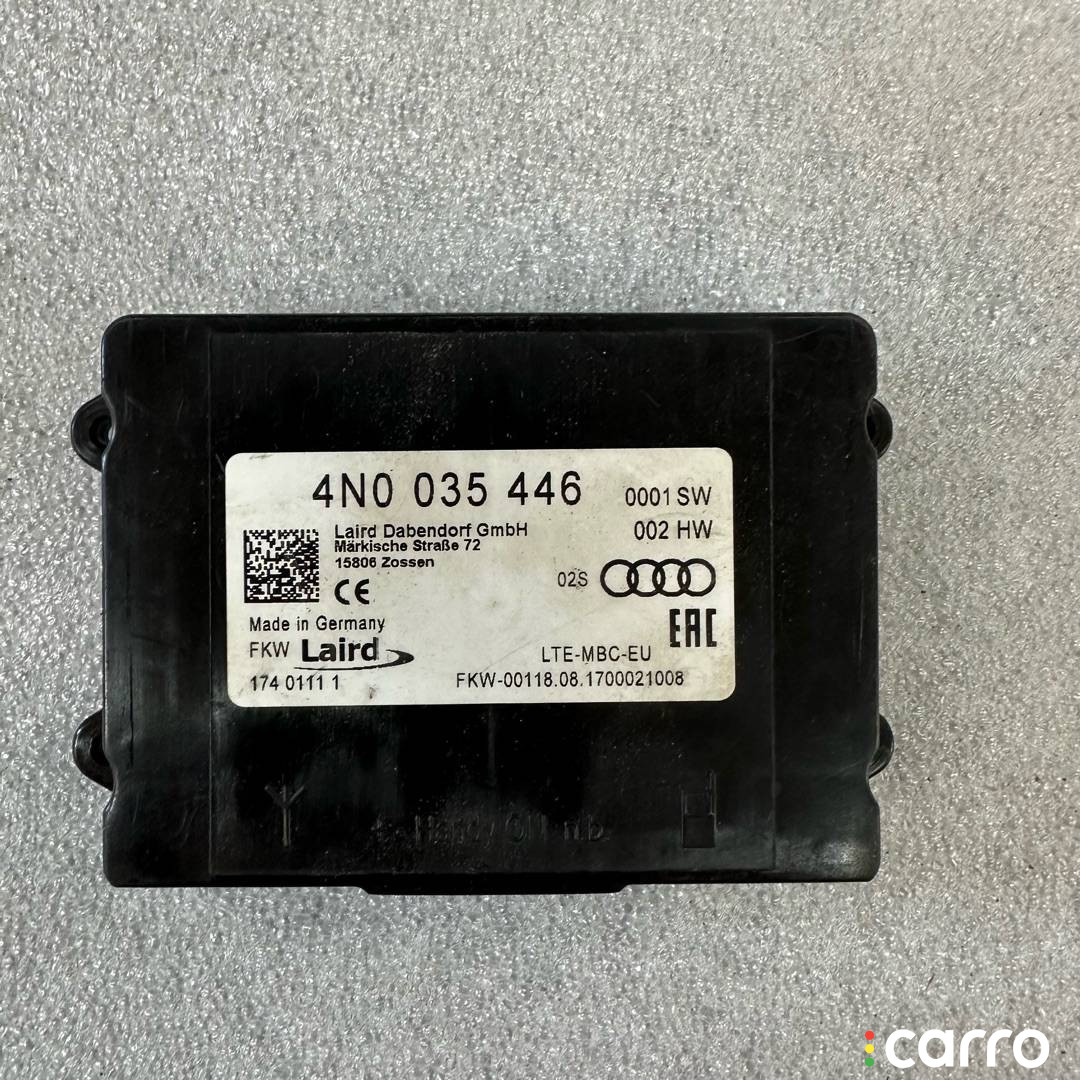 4N0 035 446
0001 SW
002 HW
Laird Dabendorf GmbH
Märkische Straße 72
15806 Zossen
CE
02S
EAC
Made in Germany
FKW Laird
LTE-MBC-EU
174 0111 1
FKW-00118.08.1700021008
carro